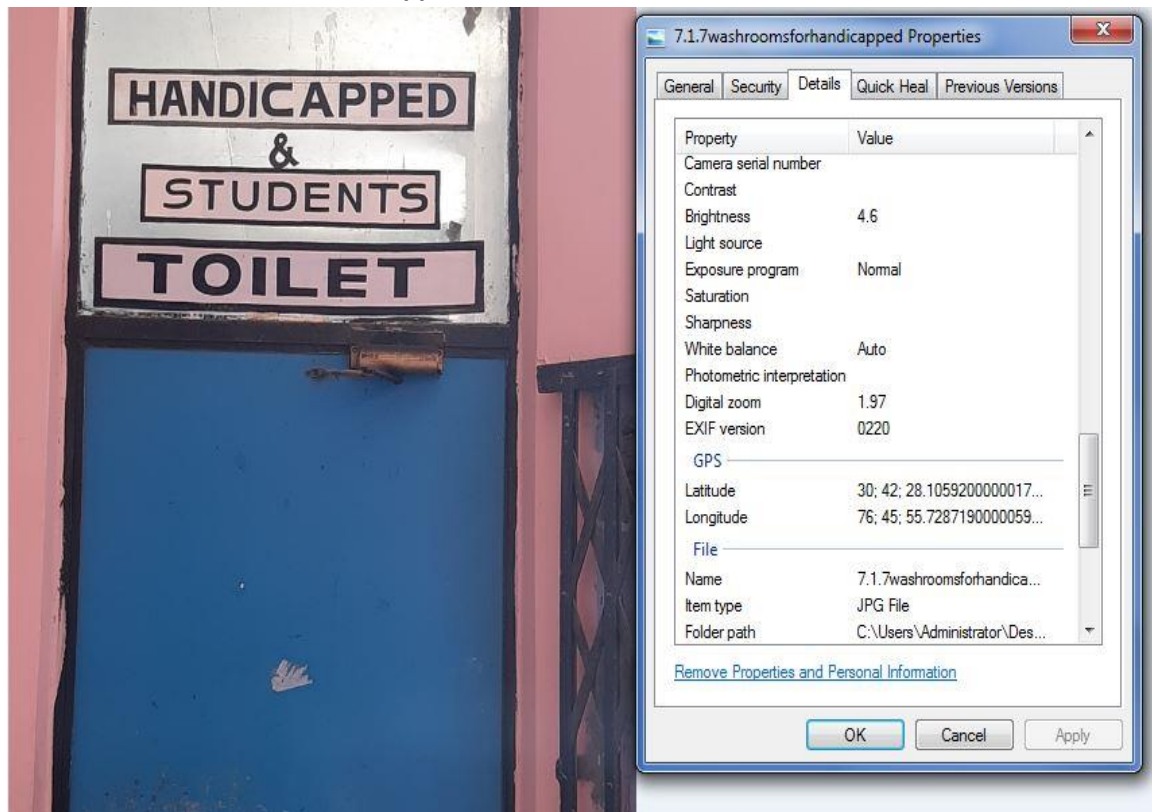 HANDICAPPED
&
STUDENTS
TOILET
7.1.7washroomsforhandicapped Properties
General Security Details Quick Heal Previous Versions
Property Value
Camera serial number
Contrast
Brightness 4.6
Light source
Exposure program Normal
Saturation
Sharpness
White balance Auto
Photometric interpretation
Digital zoom 1.97
EXIF version 0220
GPS
Latitude 30; 42; 28.1059200000017...
Longitude 76; 45; 55.7287190000059...
File
Name 7.1.7washroomsforhandica...
Item type JPG File
Folder path C:\Users\Administrator\Des...
Remove Properties and Personal Information
OK Cancel Apply